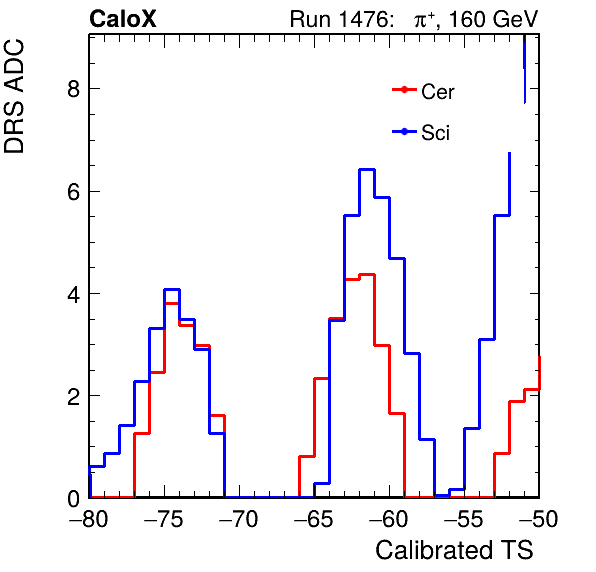 CaloX Run 1476: π⁺, 160 GeV
DRS ADC
Cer
Sci
8
6
4
2
0
−80 −75 −70 −65 −60 −55 −50
Calibrated TS